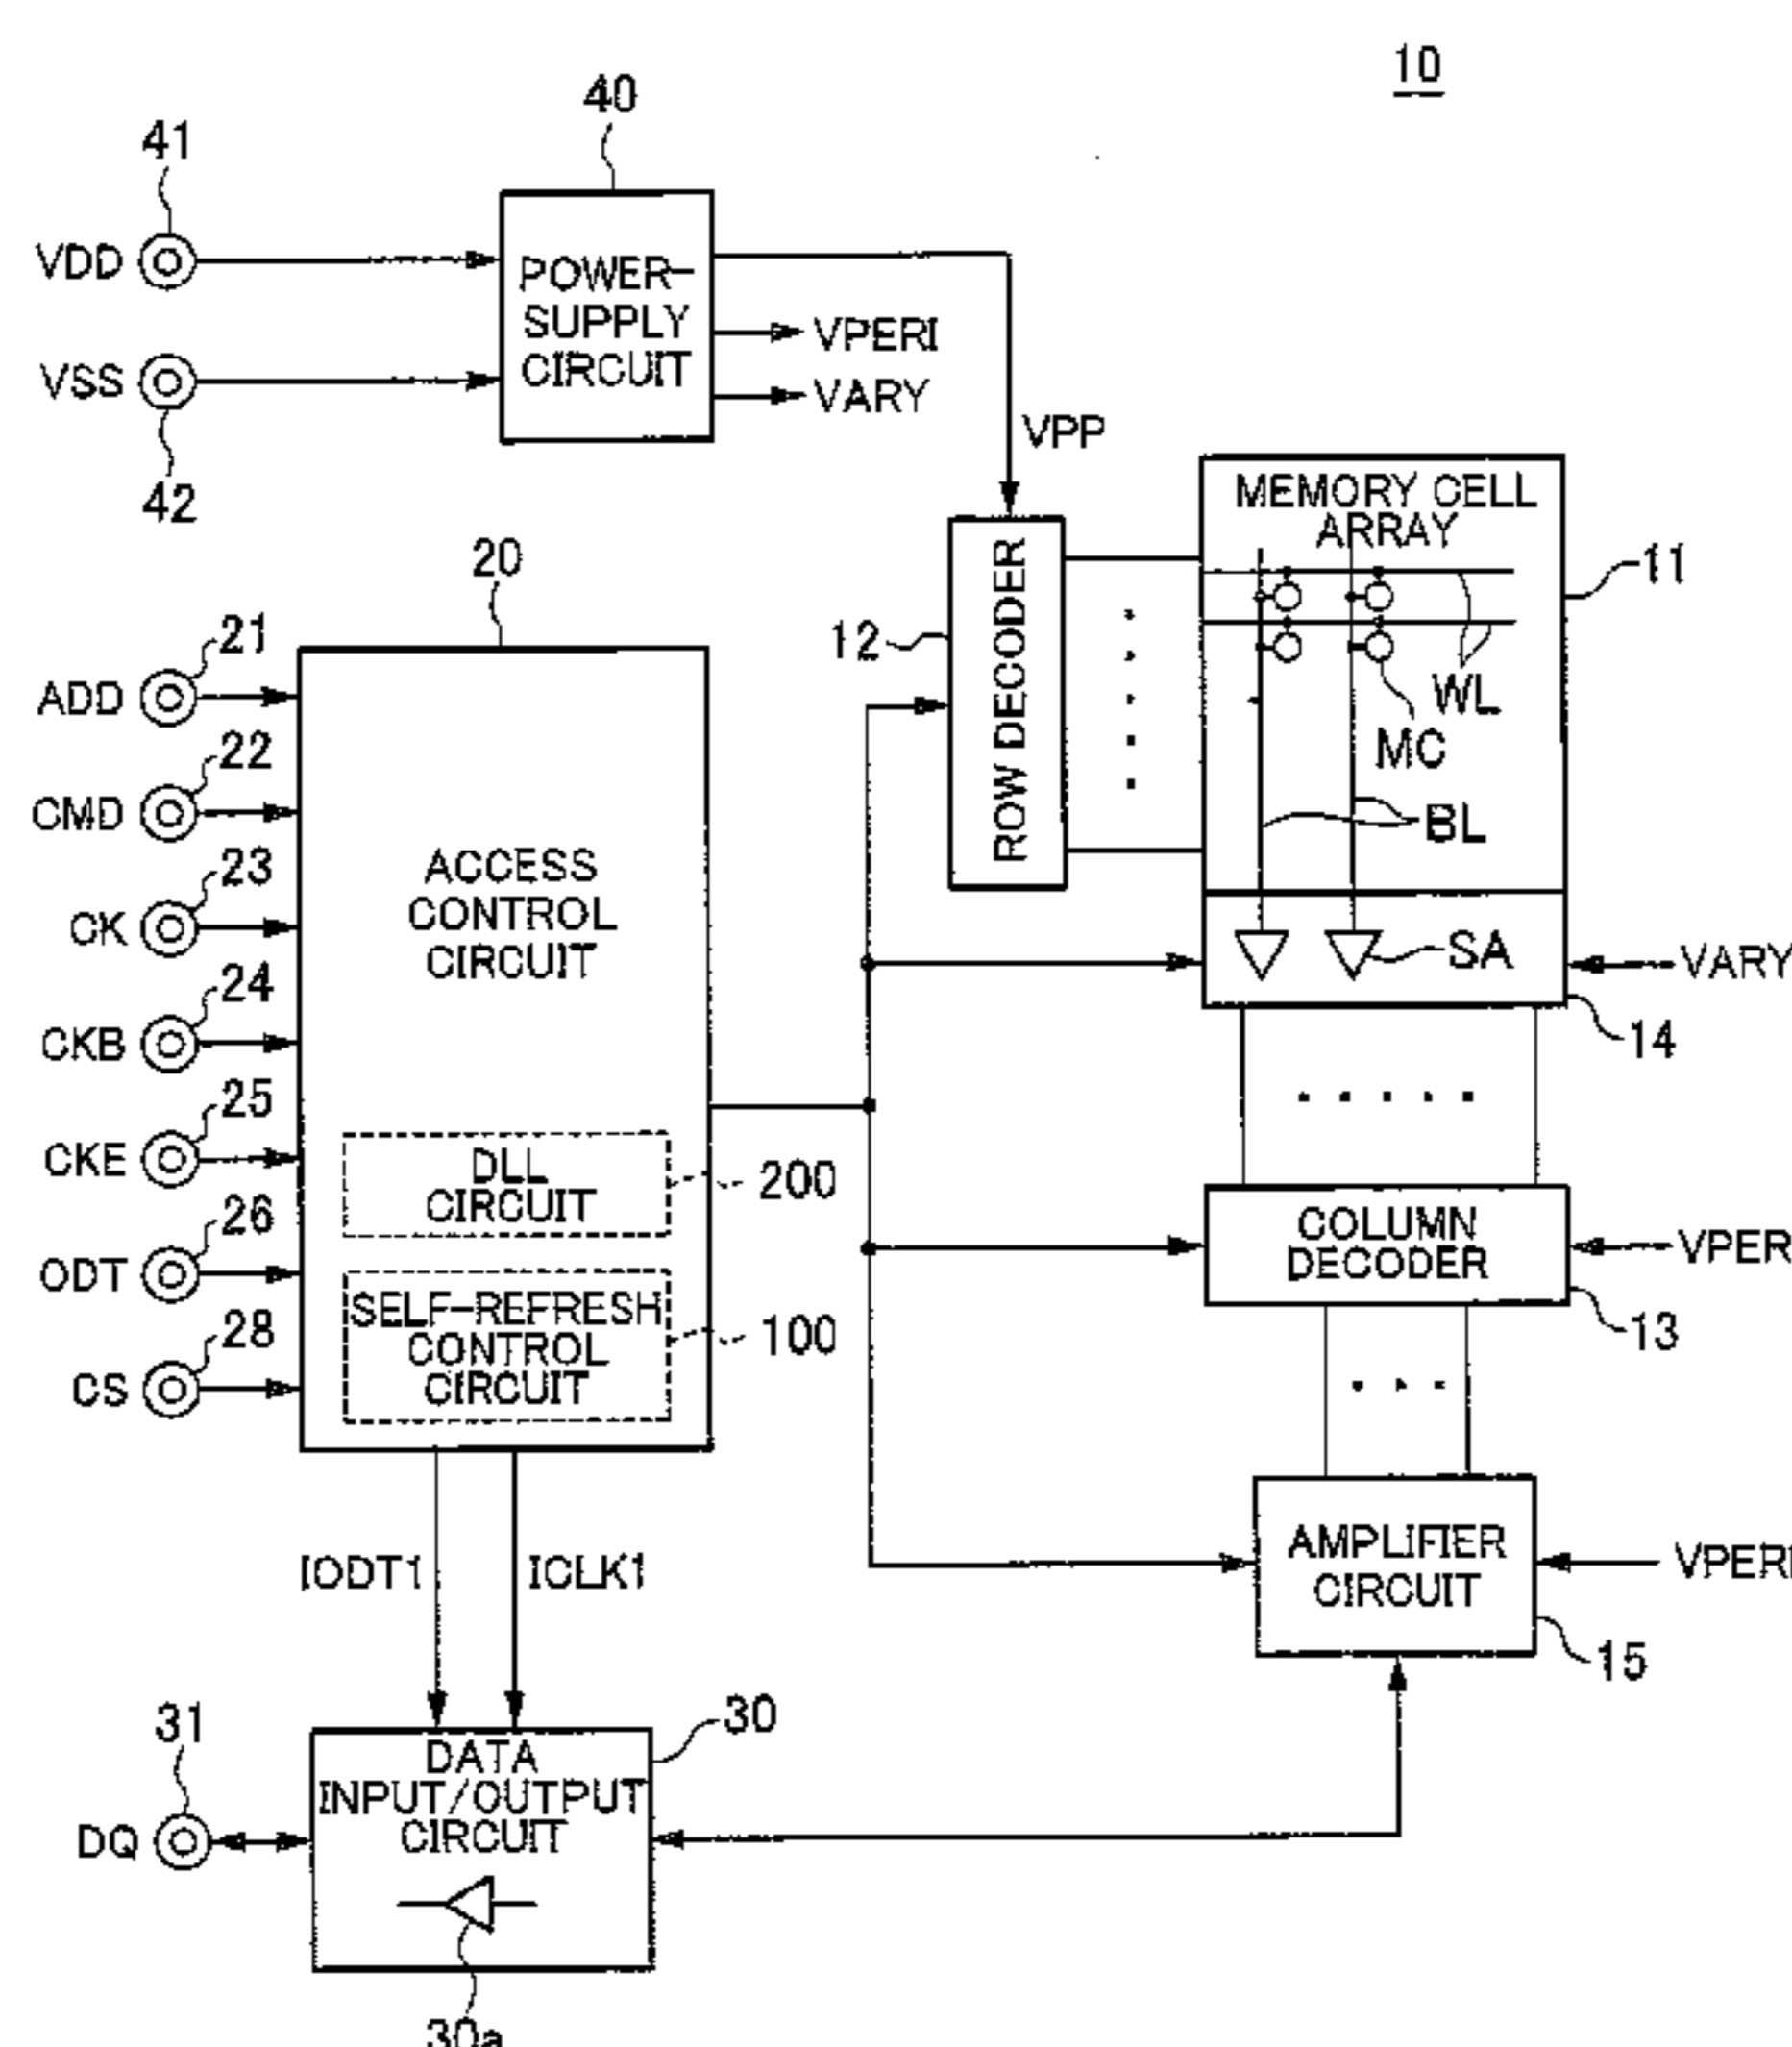 10
40
41
VDD
POWER-
SUPPLY
CIRCUIT
VPERI
VARY
VSS
42
VPP
MEMORY CELL
ARRAY
11
20
12
ROW DECODER
WL
MC
BL
SA
VARY
14
21
ADD
22
CMD
23
CK
24
CKB
25
CKE
26
ODT
28
CS
ACCESS
CONTROL
CIRCUIT
DLL
CIRCUIT
200
SELF-REFRESH
CONTROL
CIRCUIT
100
COLUMN
DECODER
VPER
13
AMPLIFIER
CIRCUIT
VPERI
15
IODT1
ICLK1
31
30
DQ
DATA
INPUT/OUTPUT
CIRCUIT
30a